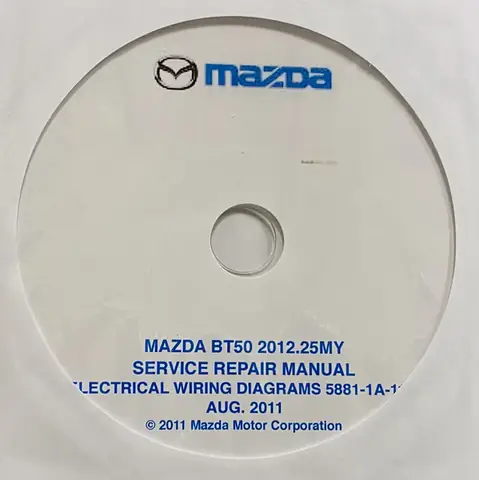 mazda
MAZDA BT50 2012.25MY
SERVICE REPAIR MANUAL
ELECTRICAL WIRING DIAGRAMS 5881-1A-1
AUG. 2011
© 2011 Mazda Motor Corporation